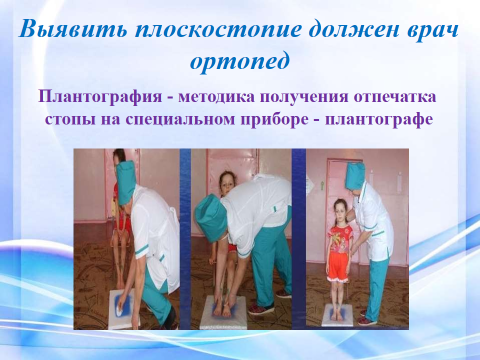 Выявить плоскостопие должен врач
ортопед
Плантография - методика получения отпечатка
стопы на специальном приборе - плантографе